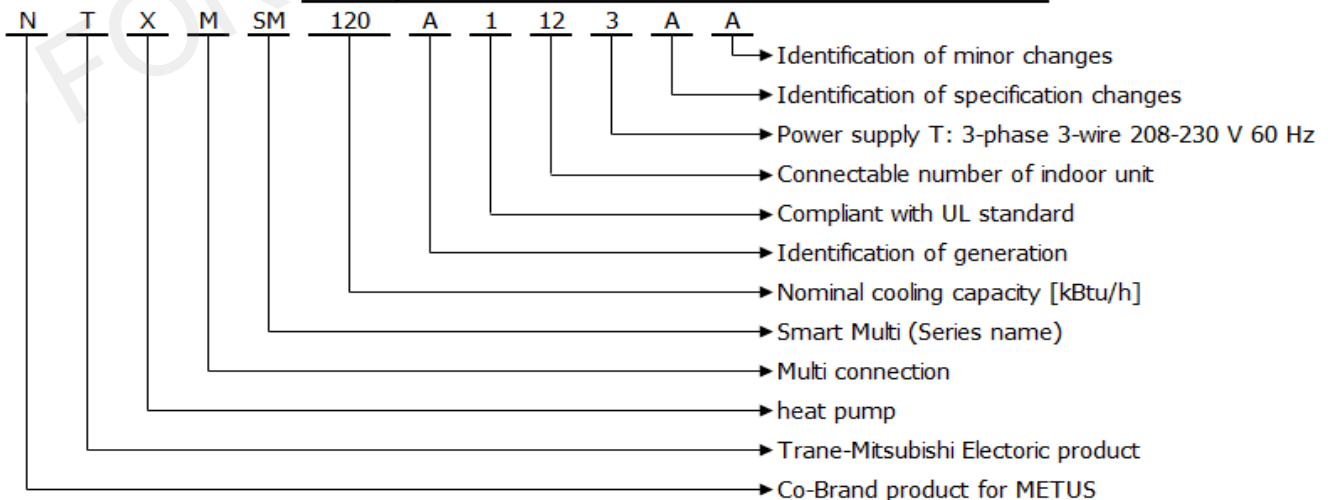 N T X M SM 120 A 1 12 3 A A
Identification of minor changes
Identification of specification changes
Power supply T: 3-phase 3-wire 208-230 V 60 Hz
Connectable number of indoor unit
Compliant with UL standard
Identification of generation
Nominal cooling capacity [kBtu/h]
Smart Multi (Series name)
Multi connection
heat pump
Trane-Mitsubishi Electoric product
Co-Brand product for METUS